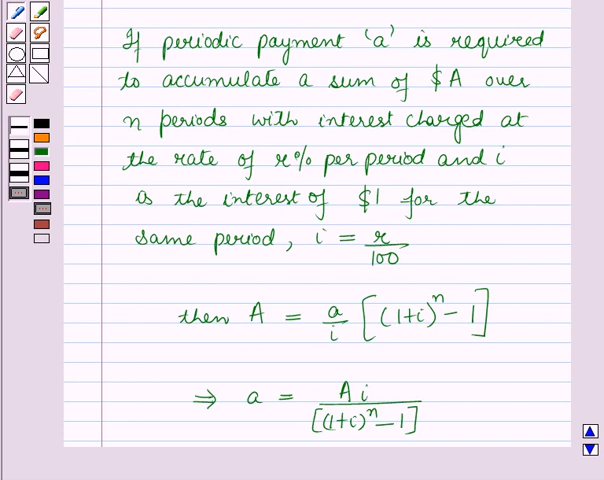 If periodic payment 'a' is required
to accumulate a sum of $A over
n periods with interest charged at
the rate of r% per period and i
is the interest of $1 for the
same period, i = r/100
then A = a/i [(1+i)^n - 1]
⇒ a = Ai/[(1+i)^n - 1]